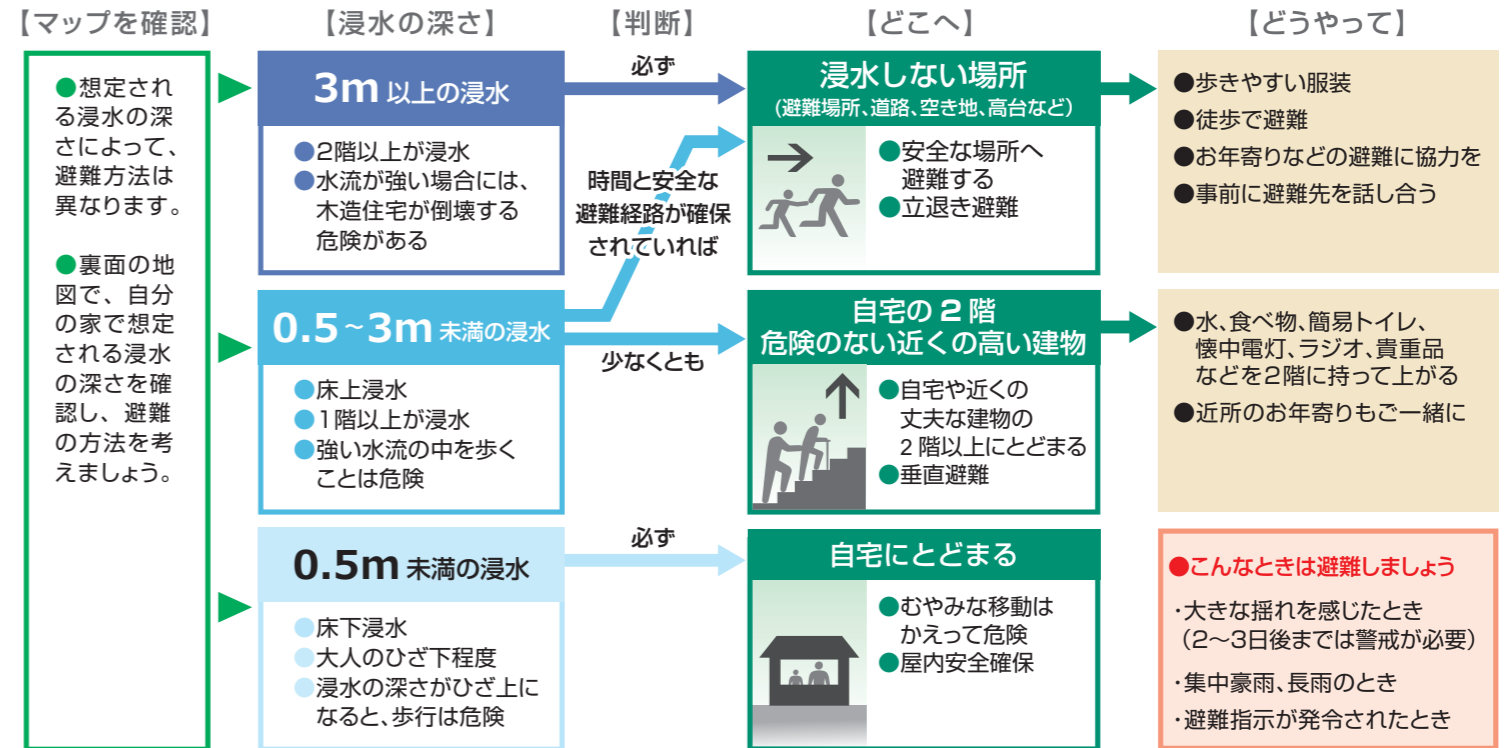 【マップを確認】
【浸水の深さ】
【判断】
【どこへ】
【どうやって】
●想定され
る浸水の深
さによって、
避難方法は
異なります。
●裏面の地
図で、自分
の家で想定
される浸水
の深さを確
認し、避難
の方法を考
えましょう。
3m 以上の浸水
●2階以上が浸水
●水流が強い場合には、
木造住宅が倒壊する
危険がある
必ず
浸水しない場所
(避難場所、道路、空き地、高台など)
●安全な場所へ
避難する
●立退き避難
●歩きやすい服装
●徒歩で避難
●お年寄りなどの避難に協力を
●事前に避難先を話し合う
時間と安全な
避難経路が確保
されていれば
0.5~3m 未満の浸水
●床上浸水
●1階以上が浸水
●強い水流の中を歩く
ことは危険
少なくとも
自宅の 2 階
危険のない近くの高い建物
●自宅や近くの
丈夫な建物の
2 階以上にとどまる
●垂直避難
●水、食べ物、簡易トイレ、
懐中電灯、ラジオ、貴重品
などを2階に持って上がる
●近所のお年寄りもご一緒に
0.5m 未満の浸水
●床下浸水
●大人のひざ下程度
●浸水の深さがひざ上に
なると、歩行は危険
必ず
自宅にとどまる
●むやみな移動は
かえって危険
●屋内安全確保
●こんなときは避難しましょう
・大きな揺れを感じたとき
(2〜3日後までは警戒が必要)
・集中豪雨、長雨のとき
・避難指示が発令されたとき